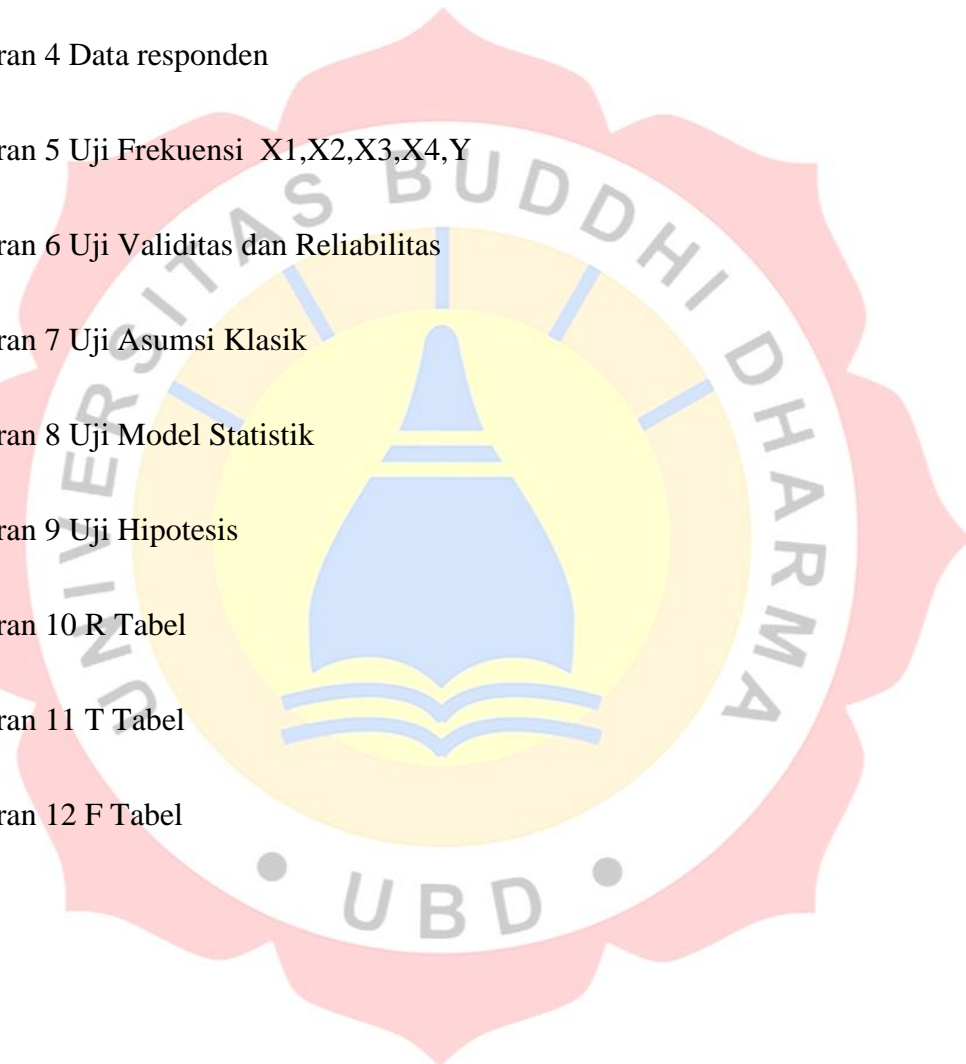 ran 4 Data responden
ran 5 Uji Frekuensi X1,X2,X3,X4,Y
ran 6 Uji Validitas dan Reliabilitas
ran 7 Uji Asumsi Klasik
ran 8 Uji Model Statistik
ran 9 Uji Hipotesis
ran 10 R Tabel
ran 11 T Tabel
ran 12 F Tabel
UNIVERSITAS BUDDHI DHARMA
• UBD •